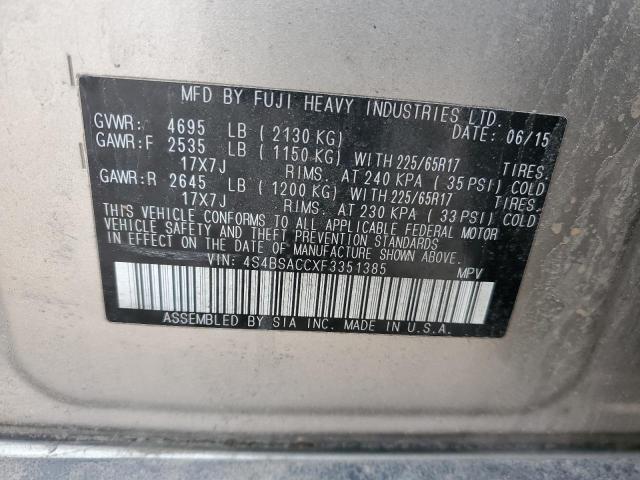 MFD BY FUJI HEAVY INDUSTRIES LTD.
GVWR: 4695 LB (2130 KG) DATE: 06/15
GAWR:F 2535 LB (1150 KG) WITH 225/65R17 TIRES,
17X7J RIMS, AT 240 KPA (35 PSI) COLD
GAWR:R 2645 LB (1200 KG) WITH 225/65R17 TIRES,
17X7J RIMS, AT 230 KPA (33 PSI) COLD
THIS VEHICLE CONFORMS TO ALL APPLICABLE FEDERAL MOTOR
VEHICLE SAFETY AND THEFT PREVENTION STANDARDS
IN EFFECT ON THE DATE OF MANUFACTURE SHOWN ABOVE.
VIN: 4S4BSACCXF3351385 MPV
ASSEMBLED BY SIA INC. MADE IN U.S.A.